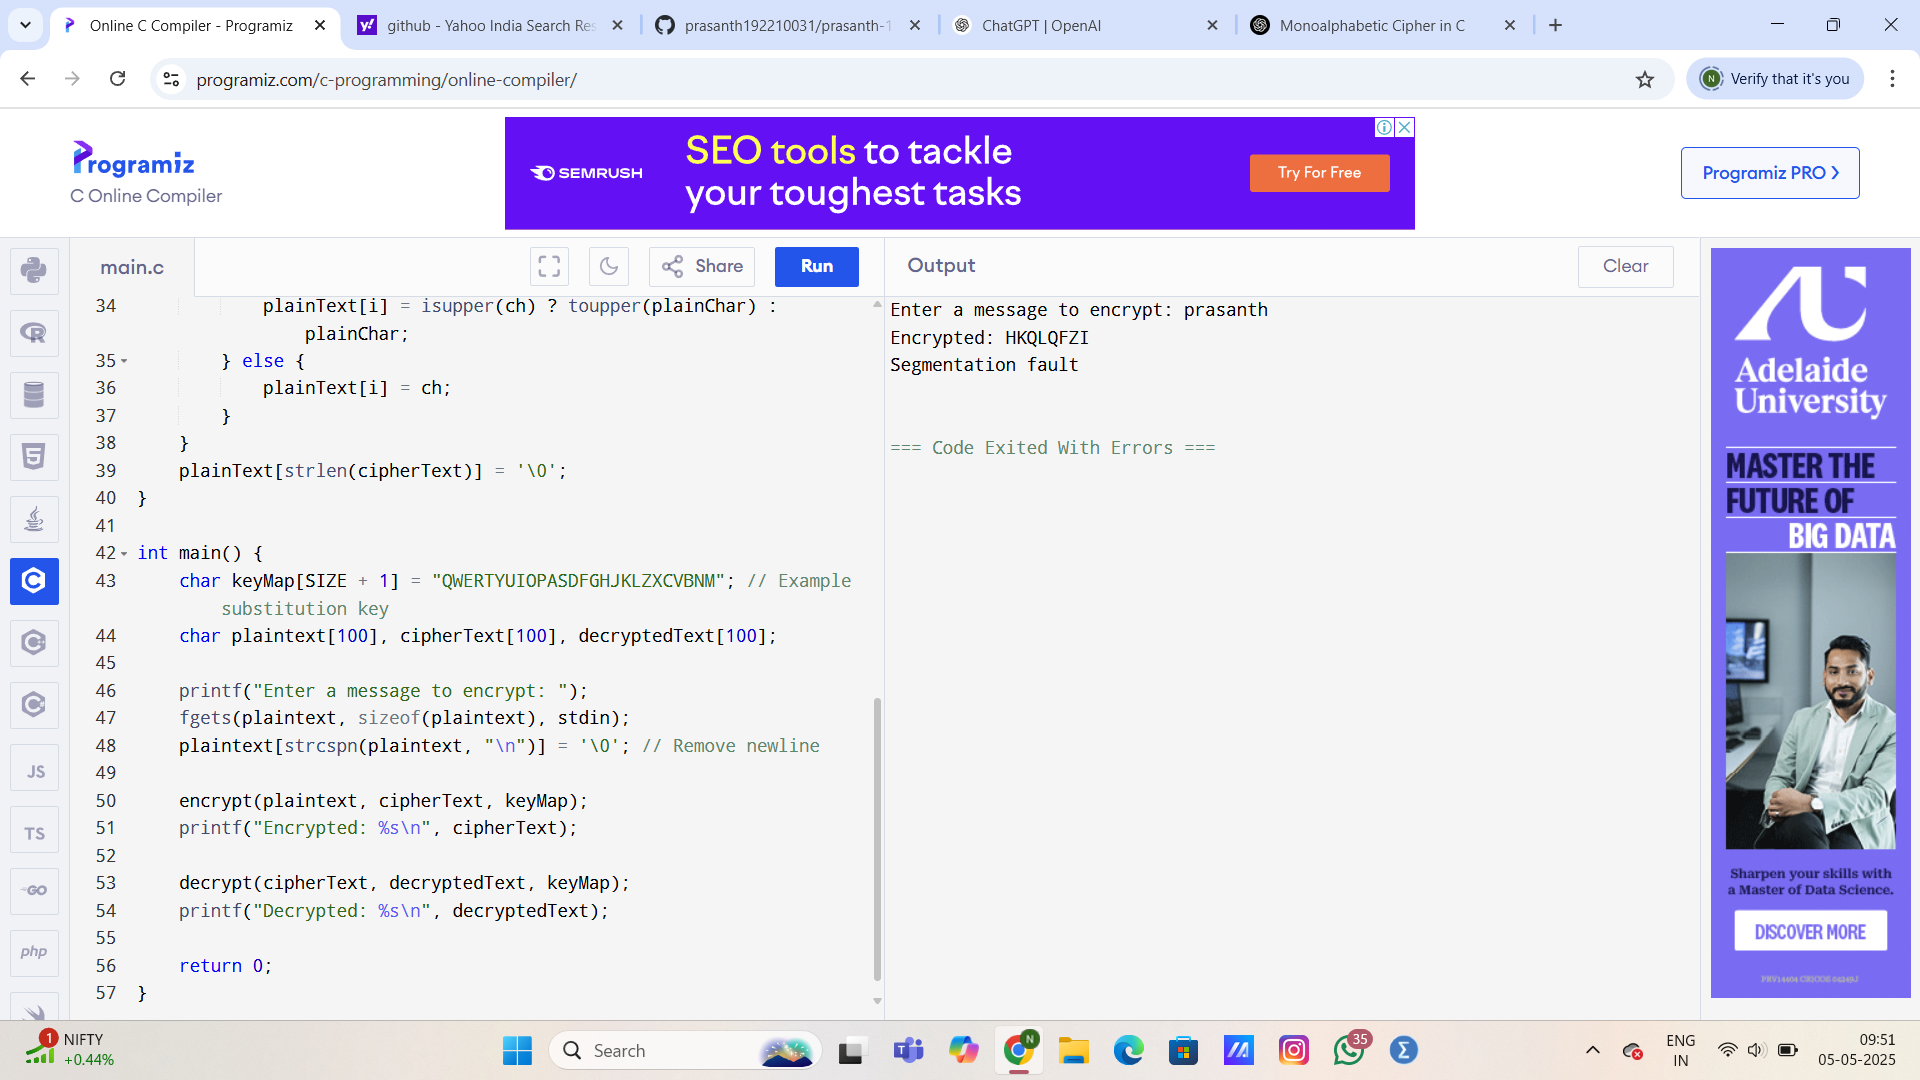 Online C Compiler - Programiz
github - Yahoo India Search Res
prasanth192210031/prasanth-1
ChatGPT | OpenAI
Monoalphabetic Cipher in C
programiz.com/c-programming/online-compiler/
N
Verify that it's you
Programiz
C Online Compiler
SEMRUSH
SEO tools to tackle
your toughest tasks
Try For Free
Programiz PRO
main.c
Share
Run
Output
Clear
34 plainText[i] = isupper(ch) ? toupper(plainChar) :
plainChar;
35 } else {
36 plainText[i] = ch;
37 }
38 }
39 plainText[strlen(cipherText)] = '\0';
40 }
41
42 int main() {
43 char keyMap[SIZE + 1] = "QWERTYUIOPASDFGHJKLZXCVBNM"; // Example
substitution key
44 char plaintext[100], cipherText[100], decryptedText[100];
45
46 printf("Enter a message to encrypt: ");
47 fgets(plaintext, sizeof(plaintext), stdin);
48 plaintext[strcspn(plaintext, "\n")] = '\0'; // Remove newline
49
50 encrypt(plaintext, cipherText, keyMap);
51 printf("Encrypted: %s\n", cipherText);
52
53 decrypt(cipherText, decryptedText, keyMap);
54 printf("Decrypted: %s\n", decryptedText);
55
56 return 0;
57 }
Enter a message to encrypt: prasanth
Encrypted: HKQLQFZI
Segmentation fault
=== Code Exited With Errors ===
JS
TS
GO
php
Adelaide
University
MASTER THE
FUTURE OF
BIG DATA
Sharpen your skills with
a Master of Data Science.
DISCOVER MORE
1
NIFTY
+0.44%
Search
N
35
ENG
IN
09:51
05-05-2025